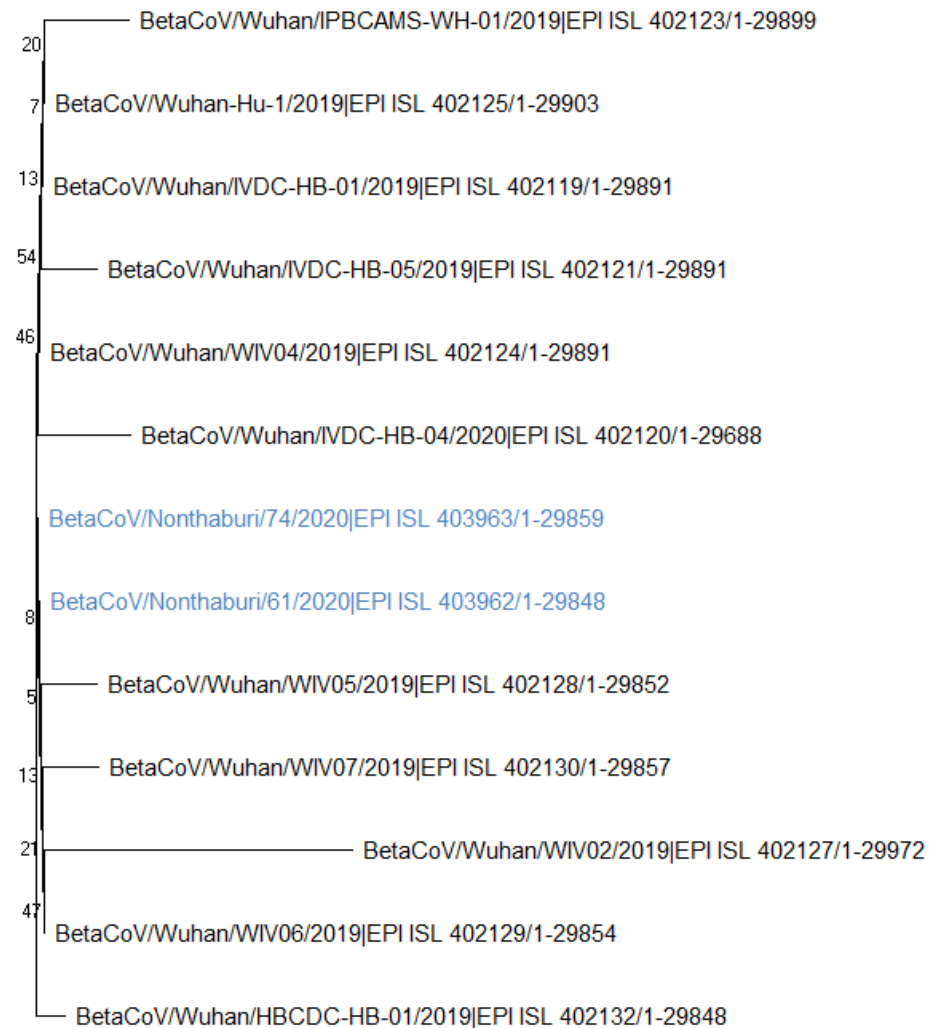 BetaCoV/Wuhan/IPBCAMS-WH-01/2019|EPI ISL 402123/1-29899
20
7 BetaCoV/Wuhan-Hu-1/2019|EPI ISL 402125/1-29903
13 BetaCoV/Wuhan/IVDC-HB-01/2019|EPI ISL 402119/1-29891
54
BetaCoV/Wuhan/IVDC-HB-05/2019|EPI ISL 402121/1-29891
46
BetaCoV/Wuhan/WIV04/2019|EPI ISL 402124/1-29891
BetaCoV/Wuhan/IVDC-HB-04/2020|EPI ISL 402120/1-29688
BetaCoV/Nonthaburi/74/2020|EPI ISL 403963/1-29859
BetaCoV/Nonthaburi/61/2020|EPI ISL 403962/1-29848
8
BetaCoV/Wuhan/WIV05/2019|EPI ISL 402128/1-29852
5
BetaCoV/Wuhan/WIV07/2019|EPI ISL 402130/1-29857
13
21 BetaCoV/Wuhan/WIV02/2019|EPI ISL 402127/1-29972
47
BetaCoV/Wuhan/WIV06/2019|EPI ISL 402129/1-29854
BetaCoV/Wuhan/HBCDC-HB-01/2019|EPI ISL 402132/1-29848